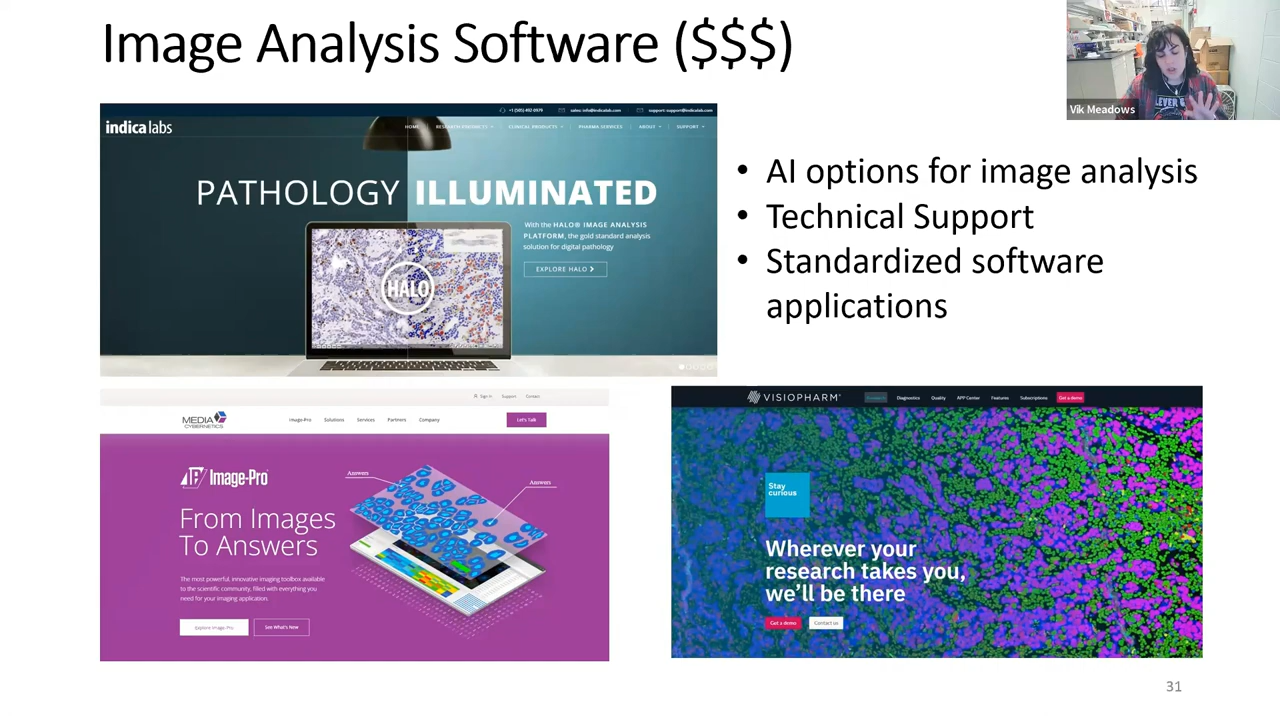 Image Analysis Software ($$$)
Vik Meadows
+1 (505) 492-0979
sales: info@indicalab.com
support: support@indicalab.com
indica labs
HOME
RESEARCH PRODUCTS
CLINICAL PRODUCTS
PHARMA SERVICES
ABOUT
SUPPORT
PATHOLOGY ILLUMINATED
With the HALO® IMAGE ANALYSIS
PLATFORM, the gold standard analysis
solution for digital pathology
EXPLORE HALO
HALO
• AI options for image analysis
• Technical Support
• Standardized software
applications
Sign In
Support
Contact
MEDIA
CYBERNETICS
Image-Pro
Solutions
Services
Partners
Company
Let's Talk
Image-Pro
From Images
To Answers
The most powerful, innovative imaging toolbox available
to the scientific community, filled with everything you
need for your imaging application.
Explore Image-Pro
See What's New
Answers
Answers
VISIOPHARM®
Diagnostics
Quality
APP Center
Features
Subscriptions
Get a demo
Stay
curious
Wherever your
research takes you,
we'll be there
Get a demo
Contact us
31